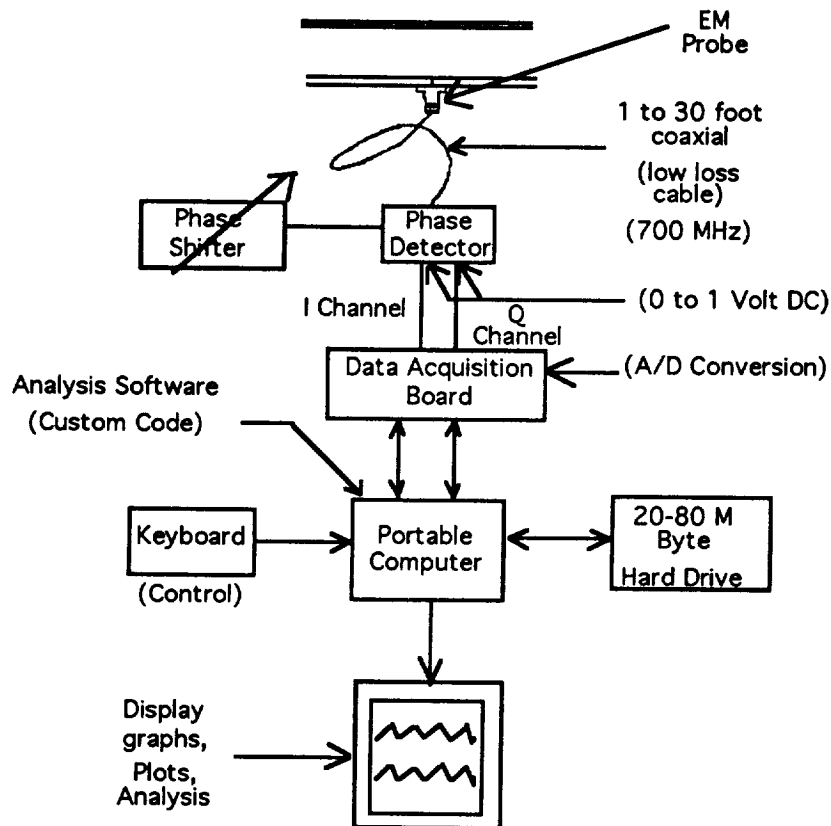 EM
Probe
1 to 30 foot
coaxial
(low loss
cable)
(700 MHz)
Phase
Shifter
Phase
Detector
I Channel
Q
Channel
(0 to 1 Volt DC)
Data Acquisition
Board
(A/D Conversion)
Analysis Software
(Custom Code)
Keyboard
(Control)
Portable
Computer
20-80 M
Byte
Hard Drive
Display
graphs,
Plots,
Analysis